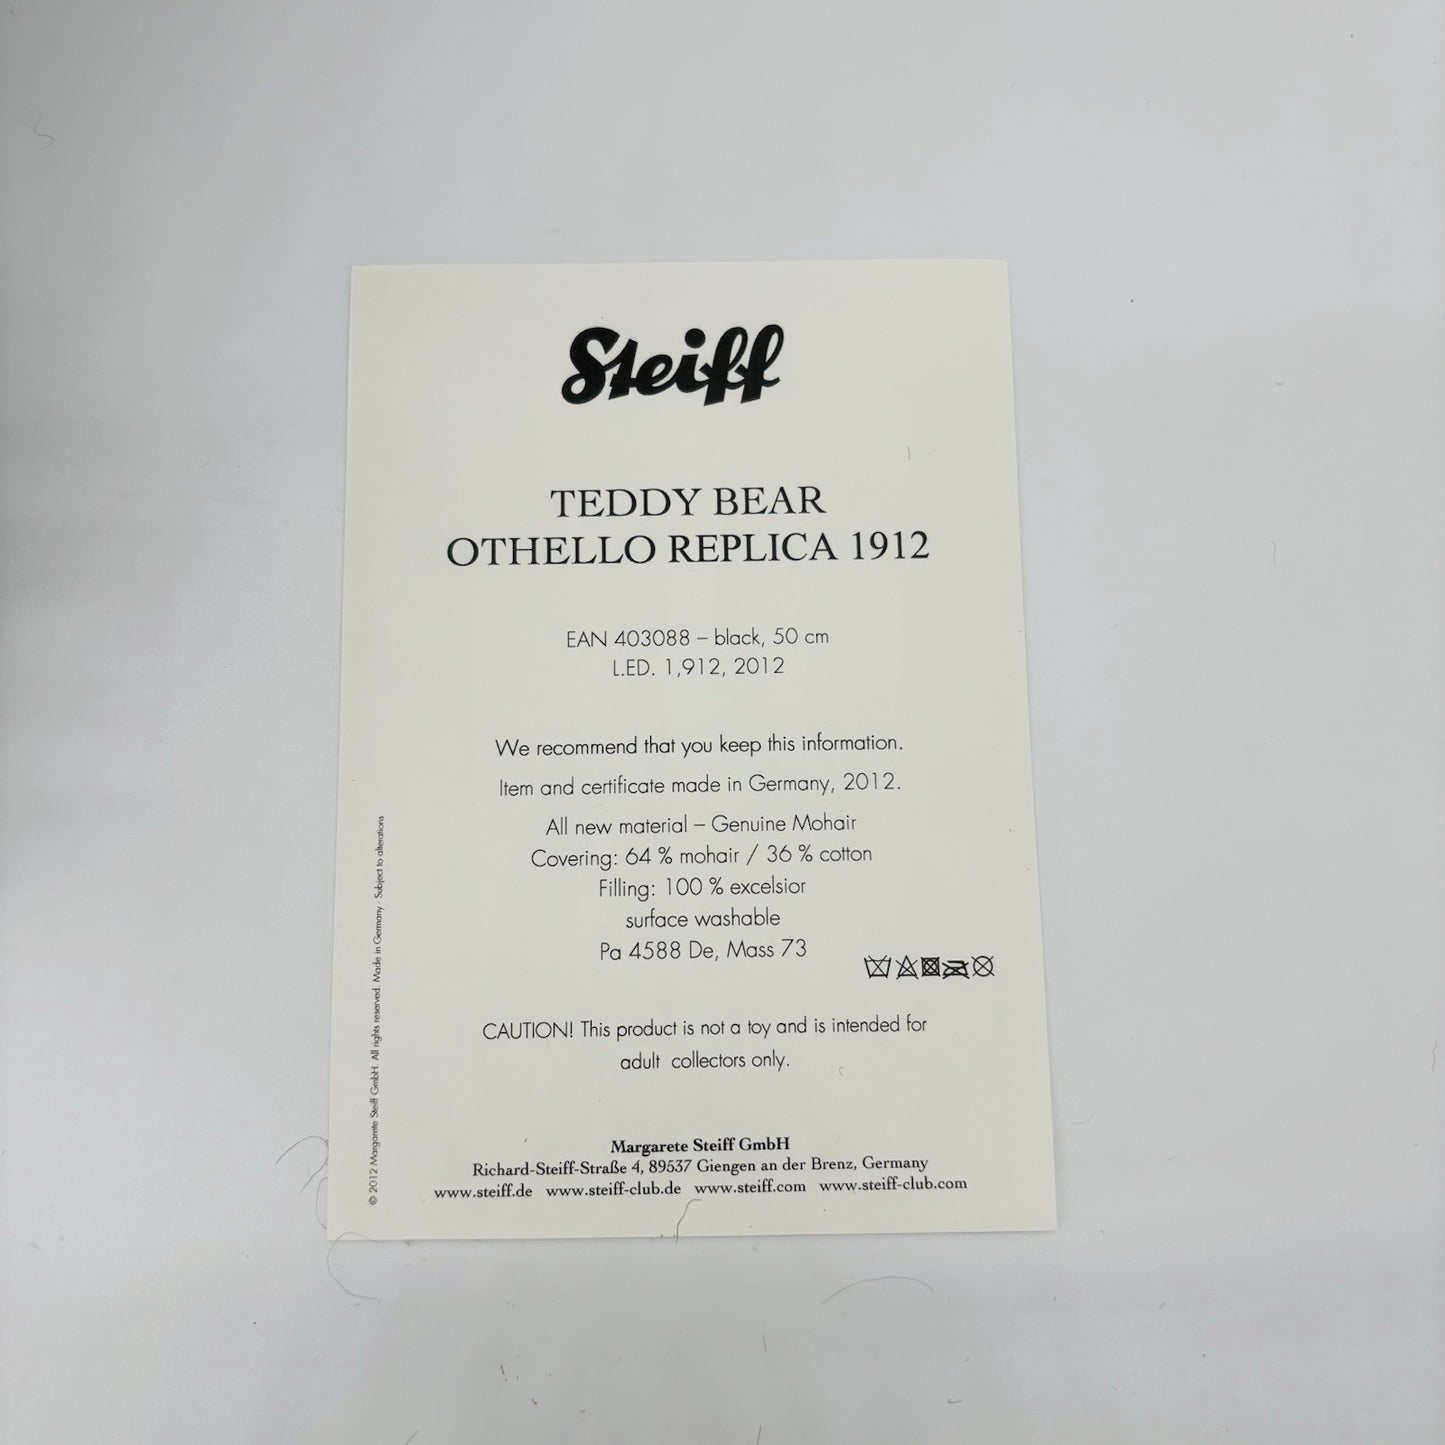 Steiff
TEDDY BEAR
OTHELLO REPLICA 1912
EAN 403088 – black, 50 cm
L.ED. 1,912, 2012
We recommend that you keep this information.
Item and certificate made in Germany, 2012.
All new material – Genuine Mohair
Covering: 64 % mohair / 36 % cotton
Filling: 100 % excelsior
surface washable
Pa 4588 De, Mass 73
CAUTION! This product is not a toy and is intended for
adult collectors only.
Margarete Steiff GmbH
Richard-Steiff-Straße 4, 89537 Giengen an der Brenz, Germany
www.steiff.de www.steiff-club.de www.steiff.com www.steiff-club.com
© 2012 Margarete Steiff GmbH. All rights reserved. Made in Germany · Subject to alterations